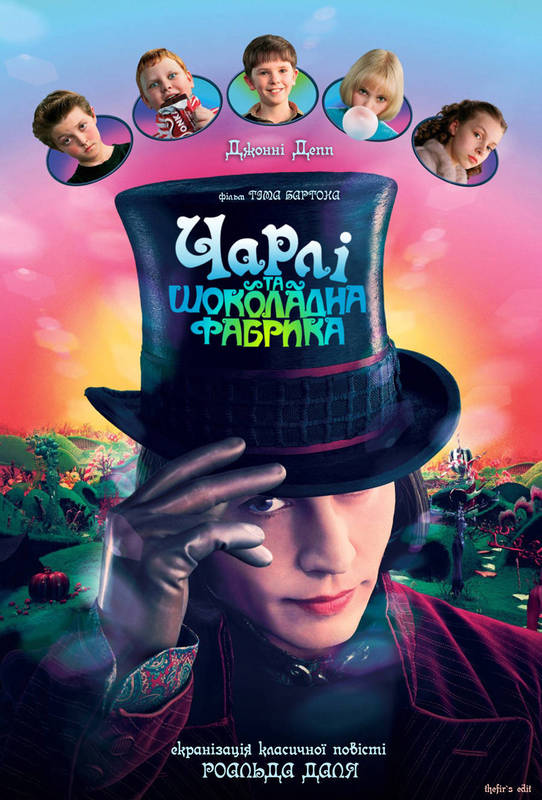 Джонні Депп
фільм ТІМА БАРТОНА
Чарлі
ТА
ШОКОЛАДНА
ФАБРИКА
екранізація класичної повісті
РОАЛЬДА ДАЛЯ
thefir's edit